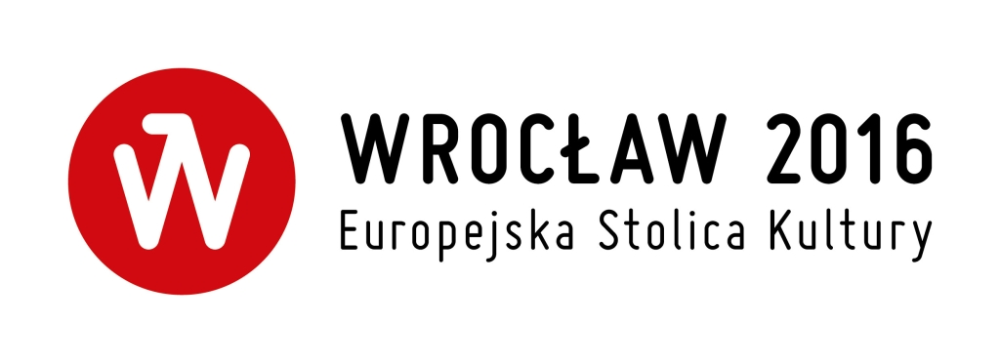 W
WROCŁAW 2016
Europejska Stolica Kultury